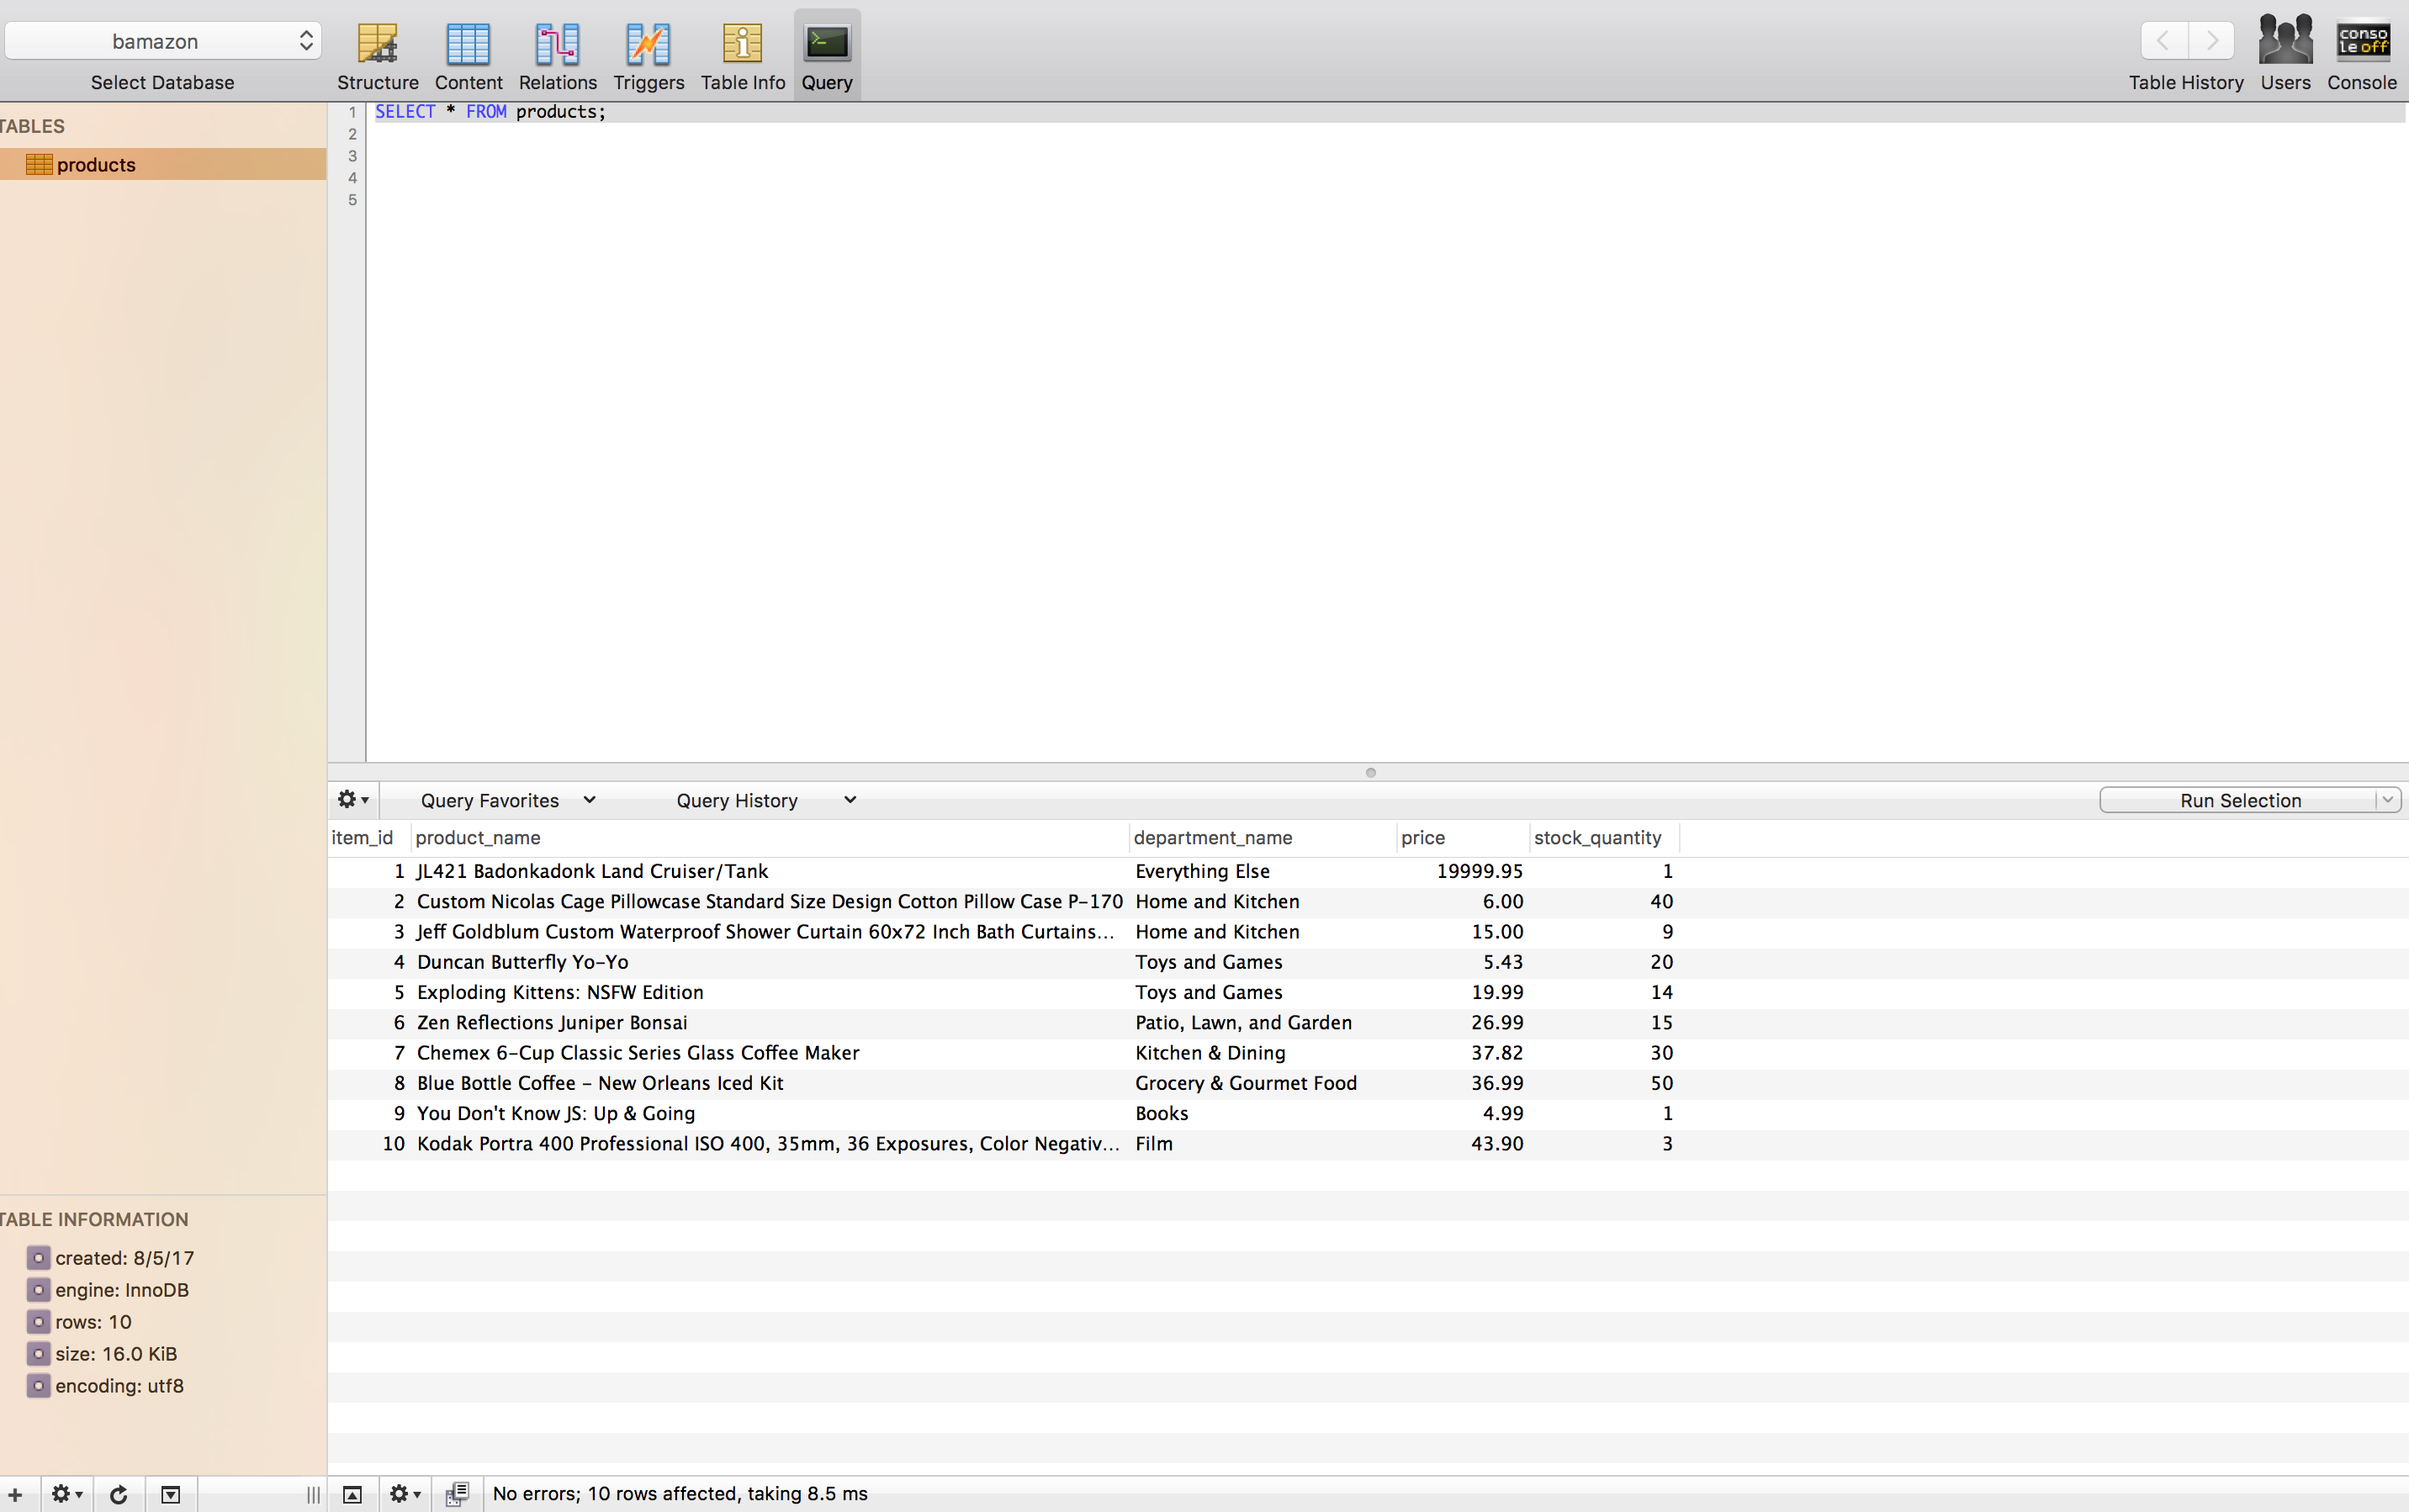 bamazon
Select Database
Structure Content Relations Triggers Table Info Query
Table History Users Console
conso
le off
TABLES
products
1 SELECT * FROM products;
2
3
4
5
Query Favorites Query History Run Selection
item_id product_name department_name price stock_quantity
1 JL421 Badonkadonk Land Cruiser/Tank Everything Else 19999.95 1
2 Custom Nicolas Cage Pillowcase Standard Size Design Cotton Pillow Case P-170 Home and Kitchen 6.00 40
3 Jeff Goldblum Custom Waterproof Shower Curtain 60x72 Inch Bath Curtains... Home and Kitchen 15.00 9
4 Duncan Butterfly Yo-Yo Toys and Games 5.43 20
5 Exploding Kittens: NSFW Edition Toys and Games 19.99 14
6 Zen Reflections Juniper Bonsai Patio, Lawn, and Garden 26.99 15
7 Chemex 6-Cup Classic Series Glass Coffee Maker Kitchen & Dining 37.82 30
8 Blue Bottle Coffee - New Orleans Iced Kit Grocery & Gourmet Food 36.99 50
9 You Don't Know JS: Up & Going Books 4.99 1
10 Kodak Portra 400 Professional ISO 400, 35mm, 36 Exposures, Color Negativ... Film 43.90 3
TABLE INFORMATION
created: 8/5/17
engine: InnoDB
rows: 10
size: 16.0 KiB
encoding: utf8
No errors; 10 rows affected, taking 8.5 ms